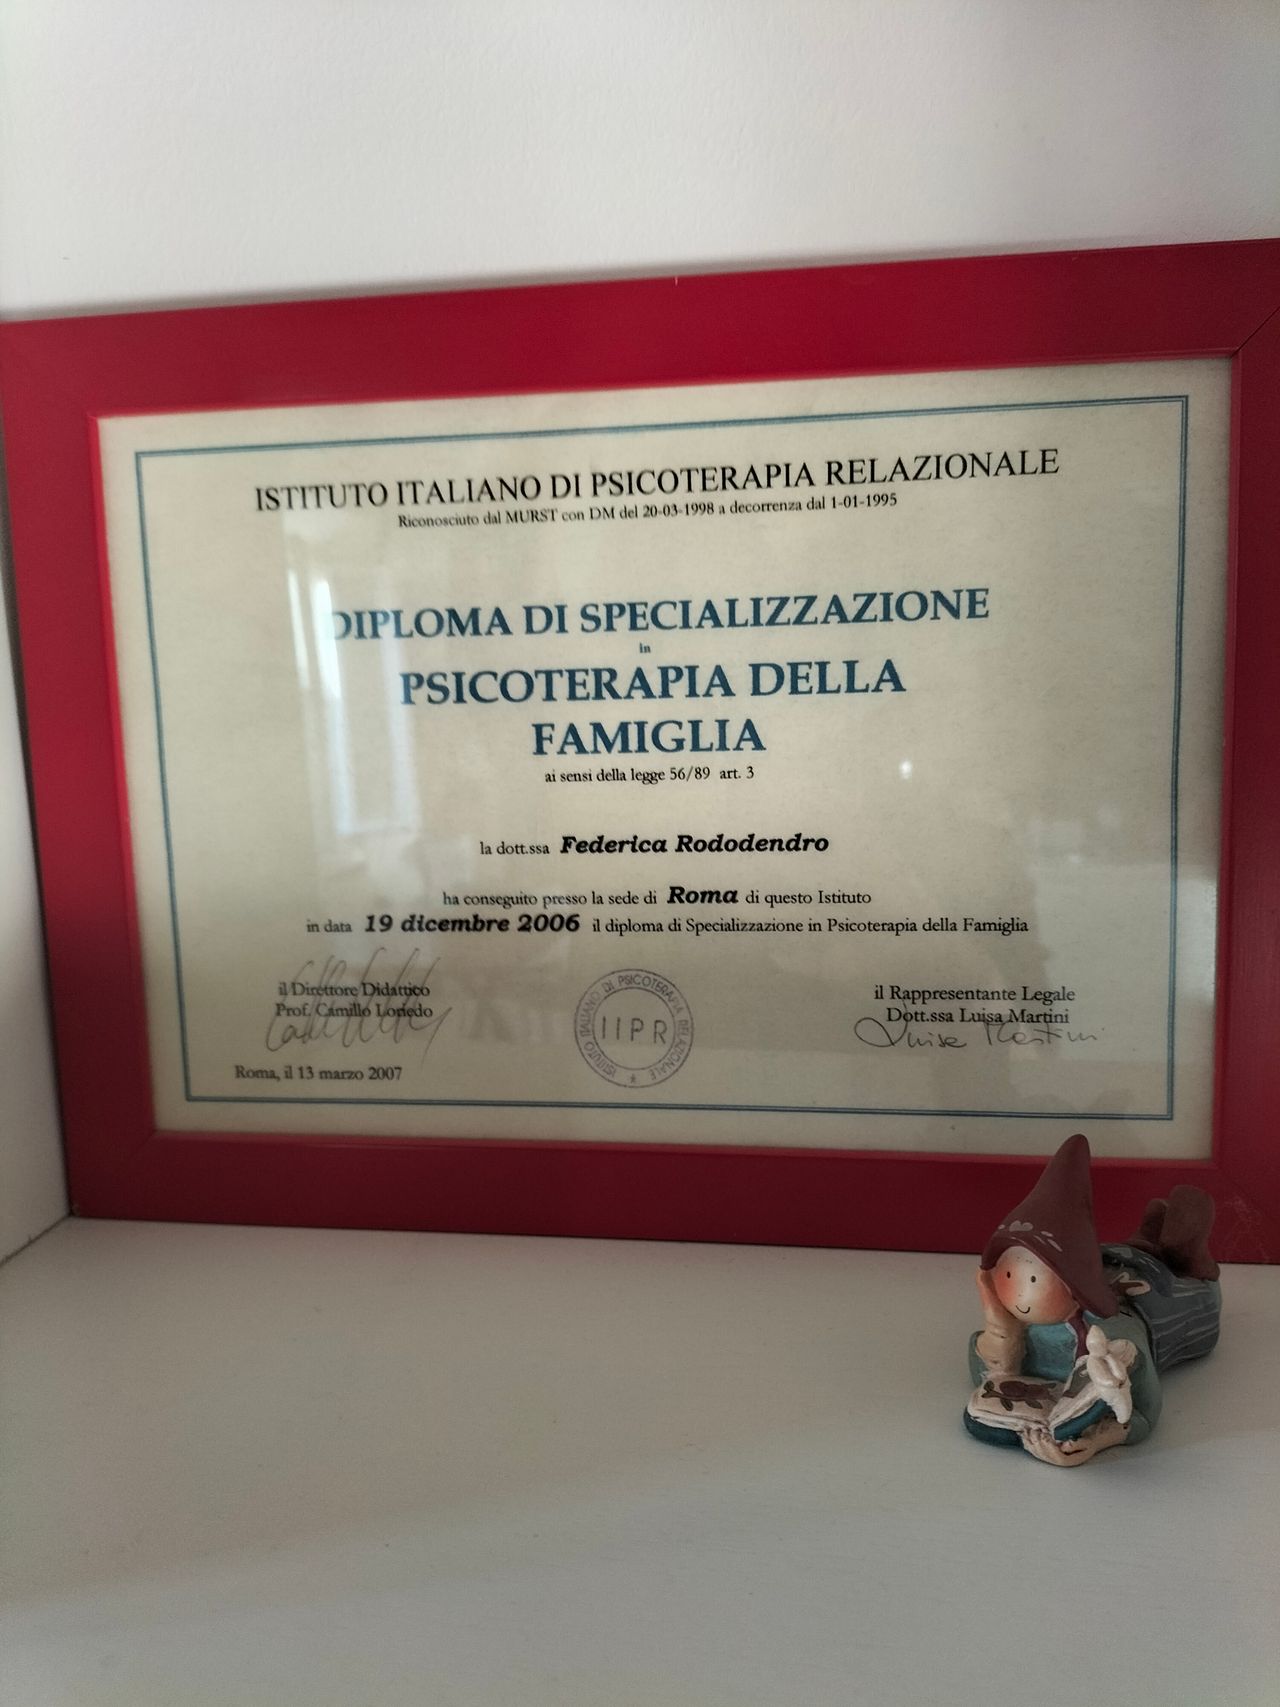 ISTITUTO ITALIANO DI PSICOTERAPIA RELAZIONALE
Riconosciuto dal MURST con DM del 20-03-1998 a decorrenza dal 1-01-1995
DIPLOMA DI SPECIALIZZAZIONE
in
PSICOTERAPIA DELLA
FAMIGLIA
ai sensi della legge 56/89 art. 3
la dott.ssa Federica Rododendro
ha conseguito presso la sede di Roma di questo Istituto
in data 19 dicembre 2006 il diploma di Specializzazione in Psicoterapia della Famiglia
il Direttore Didattico
Prof. Camillo Loriedo
ISTITUTO ITALIANO DI PSICOTERAPIA RELAZIONALE
IIPR
il Rappresentante Legale
Dott.ssa Luisa Martini
Luisa Martini
Roma, il 13 marzo 2007